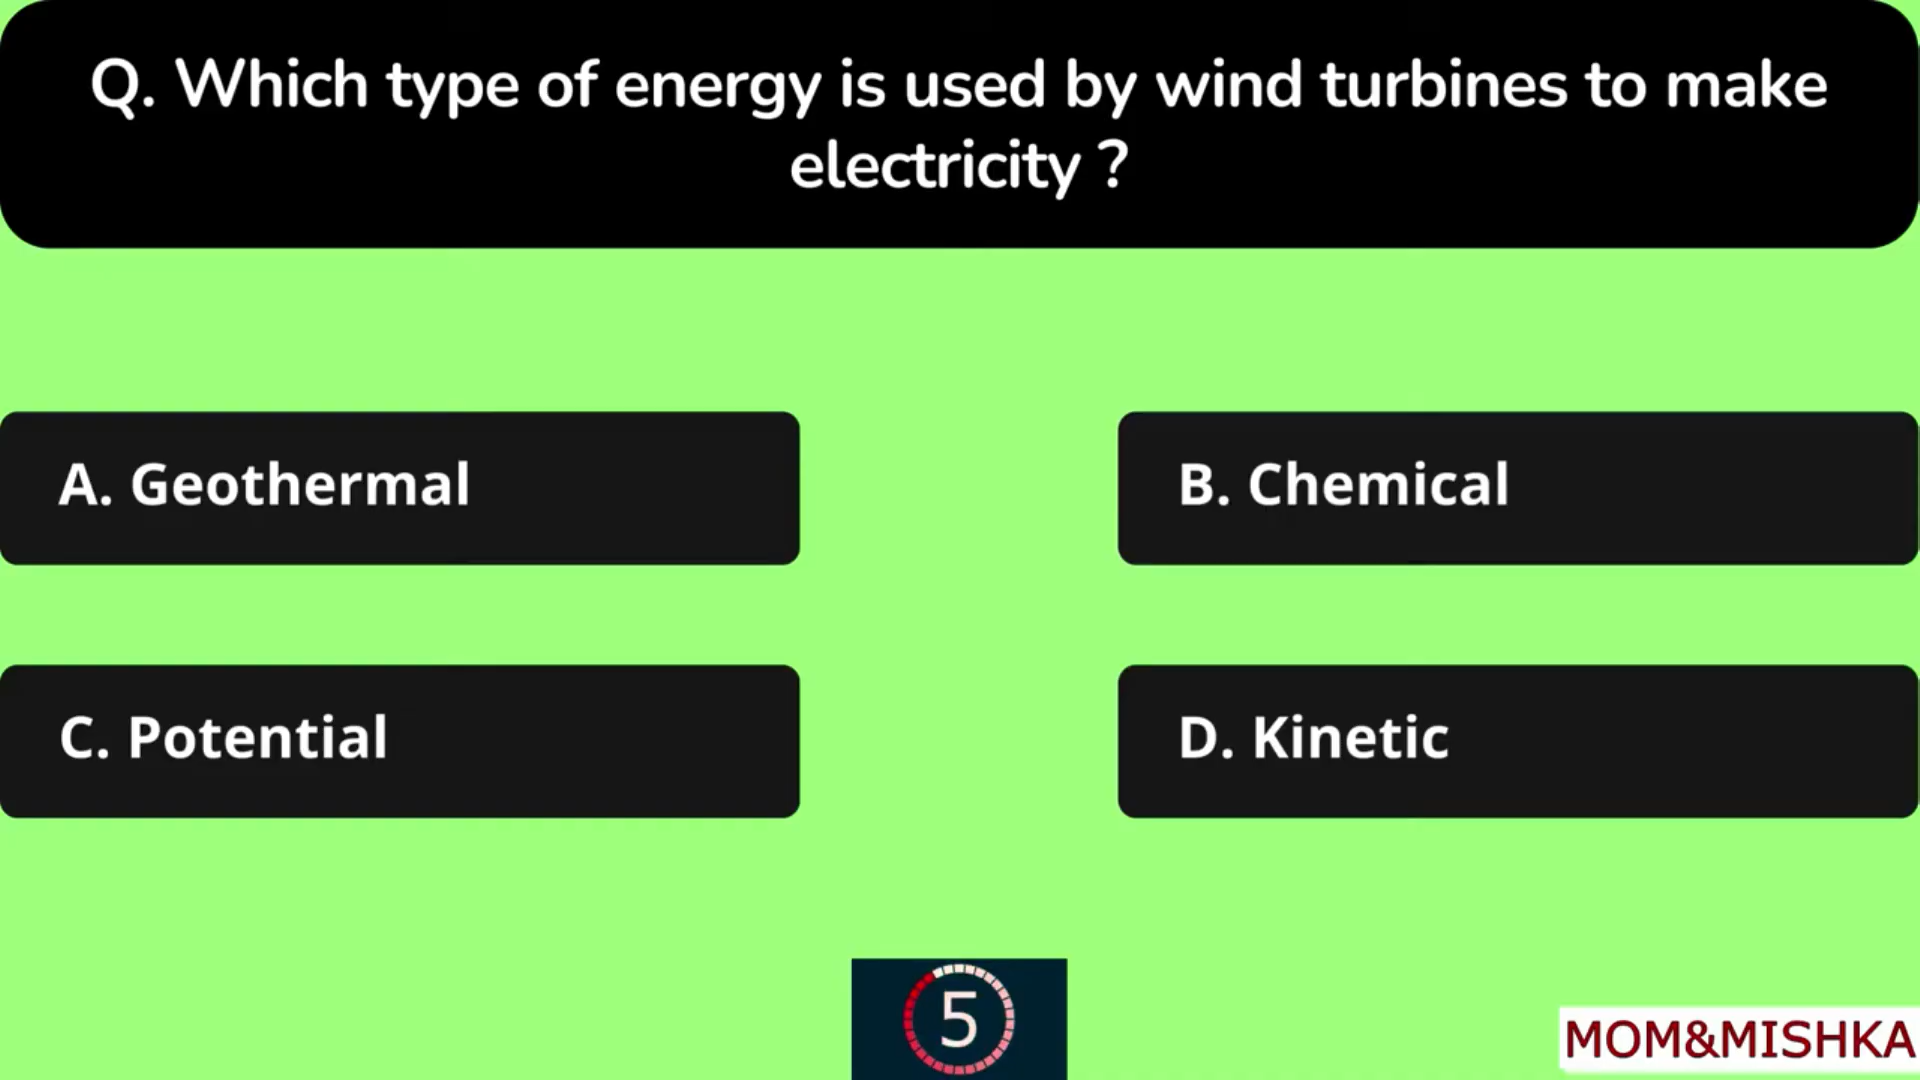 Q. Which type of energy is used by wind turbines to make
electricity ?
A. Geothermal
B. Chemical
C. Potential
D. Kinetic
5
MOM&MISHKA